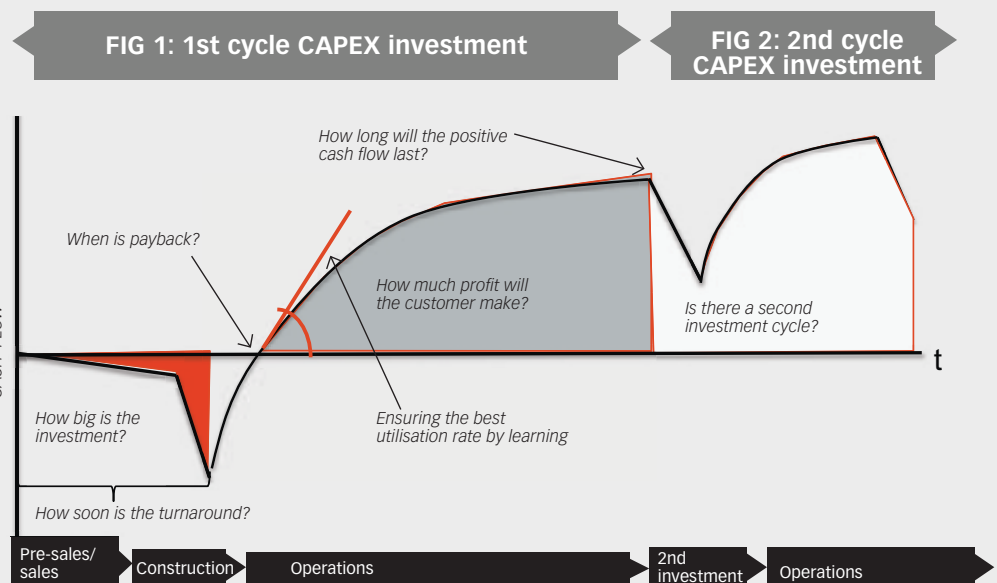 FIG 1: 1st cycle CAPEX investment
FIG 2: 2nd cycle
CAPEX investment
How long will the positive
cash flow last?
When is payback?
How much profit will
the customer make?
Is there a second
investment cycle?
t
How big is the
investment?
Ensuring the best
utilisation rate by learning
How soon is the turnaround?
Pre-sales/
sales
Construction
Operations
2nd
investment
Operations